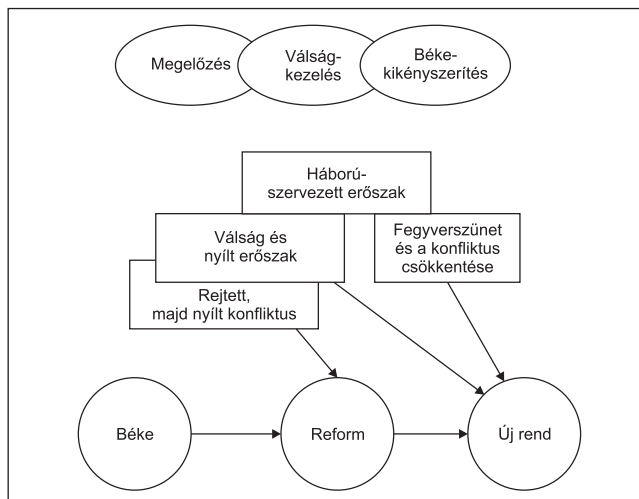 Megelőzés
Válság-
kezelés
Béke-
kikényszerítés
Háború-
szervezett erőszak
Válság és
nyílt erőszak
Fegyverszünet
és a konfliktus
csökkentése
Rejtett,
majd nyílt konfliktus
Béke
Reform
Új rend